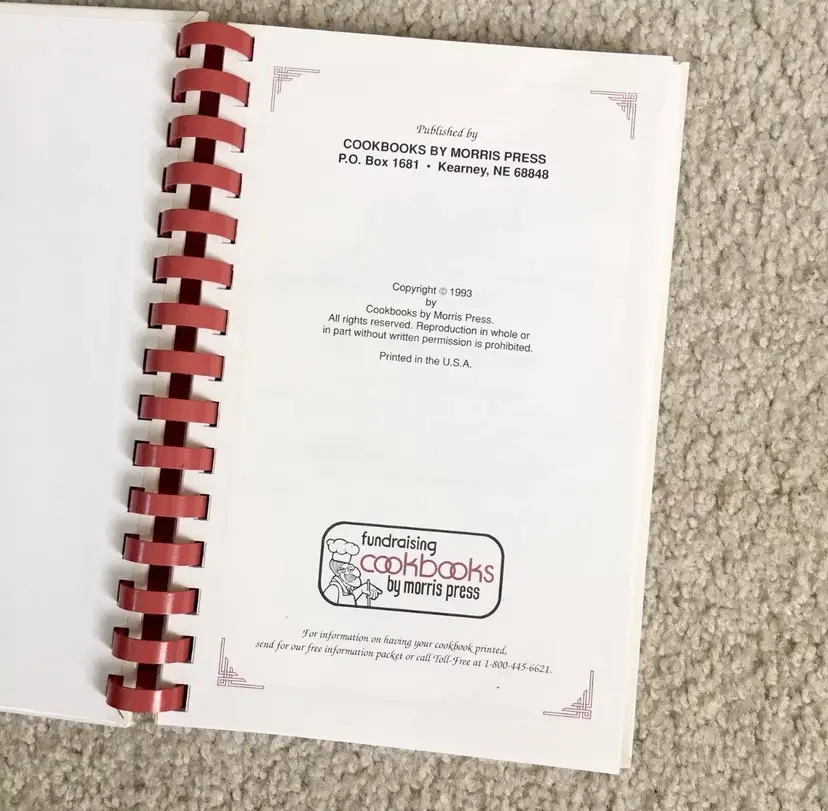 Published by
COOKBOOKS BY MORRIS PRESS
P.O. Box 1681 • Kearney, NE 68848
Copyright © 1993
by
Cookbooks by Morris Press.
All rights reserved. Reproduction in whole or
in part without written permission is prohibited.
Printed in the U.S.A.
fundraising
cookbooks
by morris press
For information on having your cookbook printed,
send for our free information packet or call Toll-Free at 1-800-445-6621.